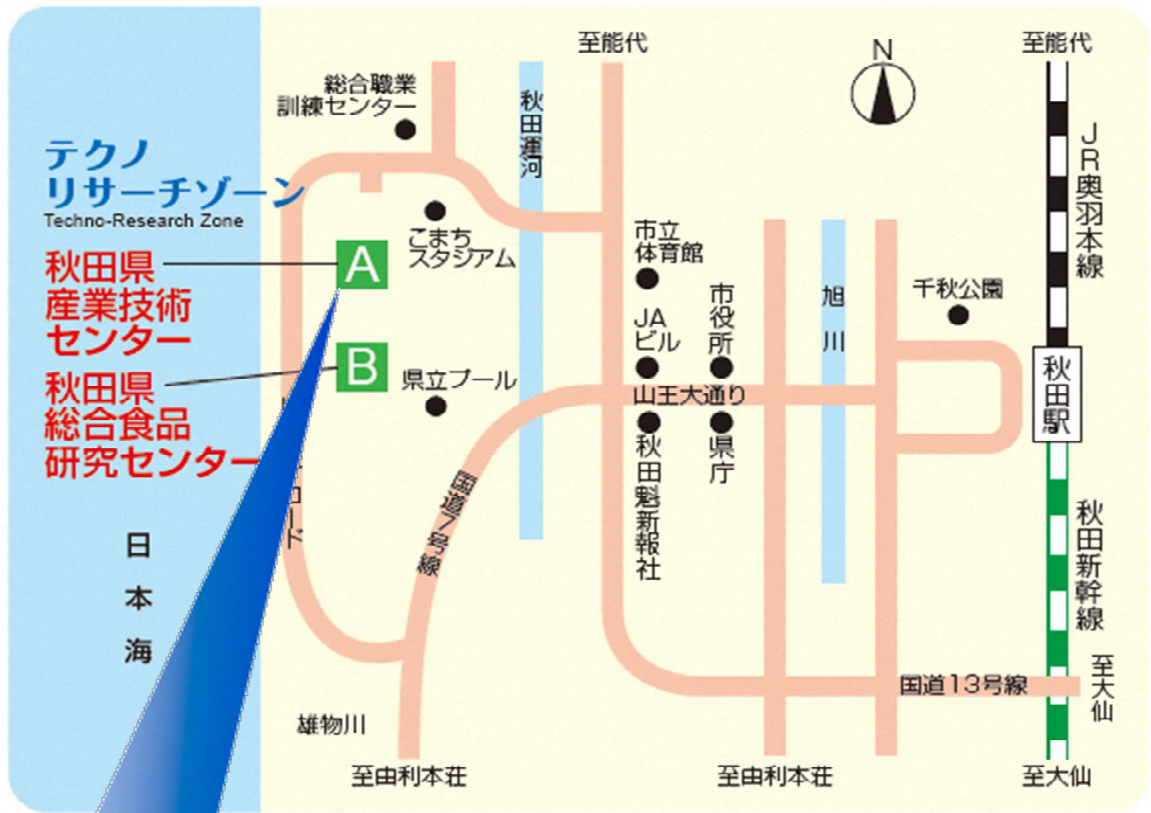 至能代
至能代
N
総合職業
訓練センター
秋田運河
JR奥羽本線
テクノ
リサーチゾーン
Techno-Research Zone
こまち
スタジアム
市立
体育館
A
秋田県
産業技術
センター
市役所
旭川
千秋公園
JA
ビル
B
秋田県
総合食品
研究センター
県立プール
山王大通り
秋田駅
秋田魁新報社
県庁
国道7号線
秋田新幹線
日本海
国道13号線
至大仙
雄物川
至由利本荘
至由利本荘
至大仙